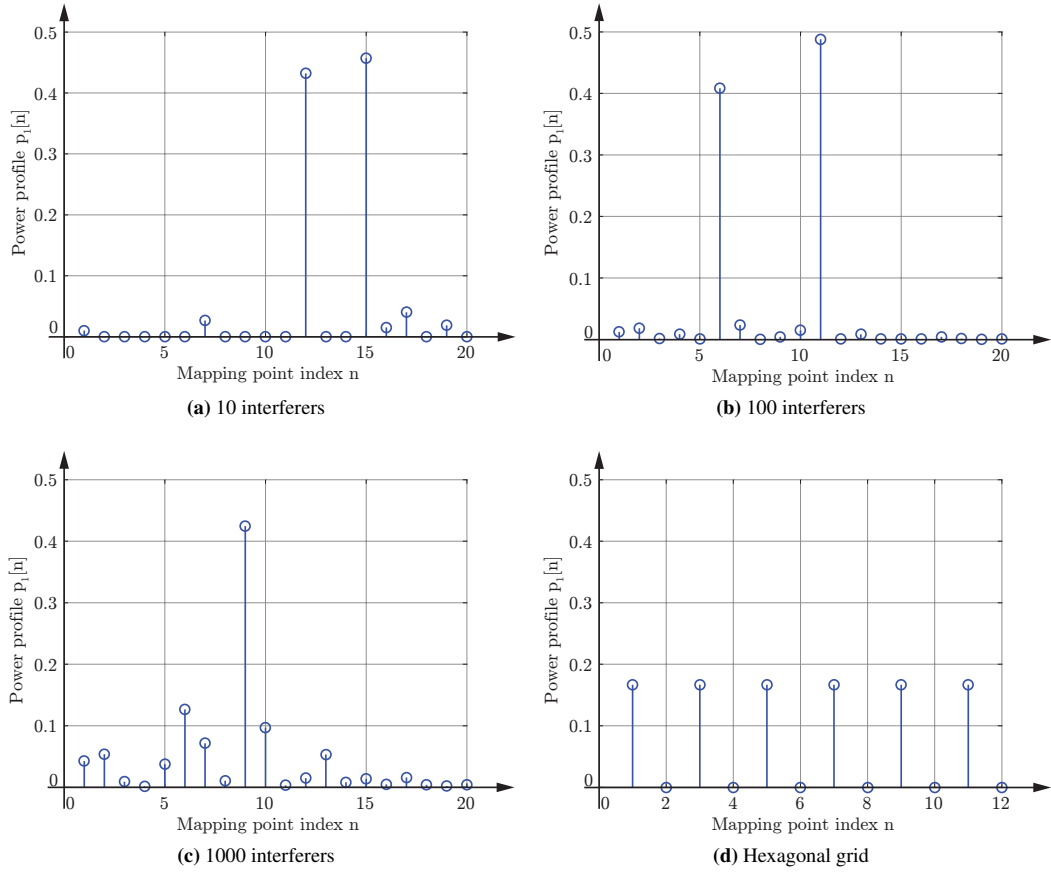 0.5
0.4
0.3
0.2
0.1
0
Power profile p1[n]
0 5 10 15 20
Mapping point index n
(a) 10 interferers
0.5
0.4
0.3
0.2
0.1
0
Power profile p1[n]
0 5 10 15 20
Mapping point index n
(b) 100 interferers
0.5
0.4
0.3
0.2
0.1
0
Power profile p1[n]
0 5 10 15 20
Mapping point index n
(c) 1000 interferers
0.5
0.4
0.3
0.2
0.1
0
Power profile p1[n]
0 2 4 6 8 10 12
Mapping point index n
(d) Hexagonal grid